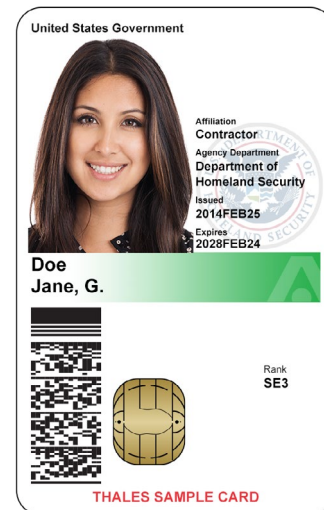 United States Government
Affiliation
Contractor
Agency Department
Department of
Homeland Security
Issued
2014FEB25
Expires
2028FEB24
Doe
Jane, G.
Rank
SE3
THALES SAMPLE CARD